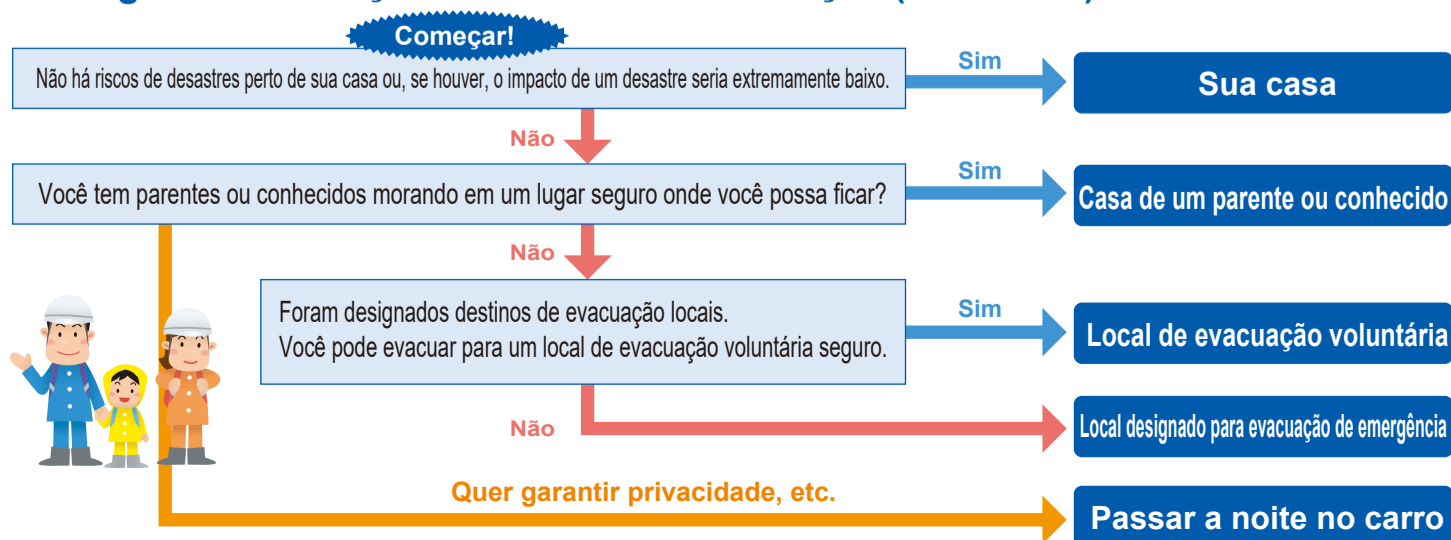 Começar!
Não há riscos de desastres perto de sua casa ou, se houver, o impacto de um desastre seria extremamente baixo.
Sim
Sua casa
Não
Você tem parentes ou conhecidos morando em um lugar seguro onde você possa ficar?
Sim
Casa de um parente ou conhecido
Não
Foram designados destinos de evacuação locais.
Você pode evacuar para um local de evacuação voluntária seguro.
Sim
Local de evacuação voluntária
Não
Local designado para evacuação de emergência
Quer garantir privacidade, etc.
Passar a noite no carro